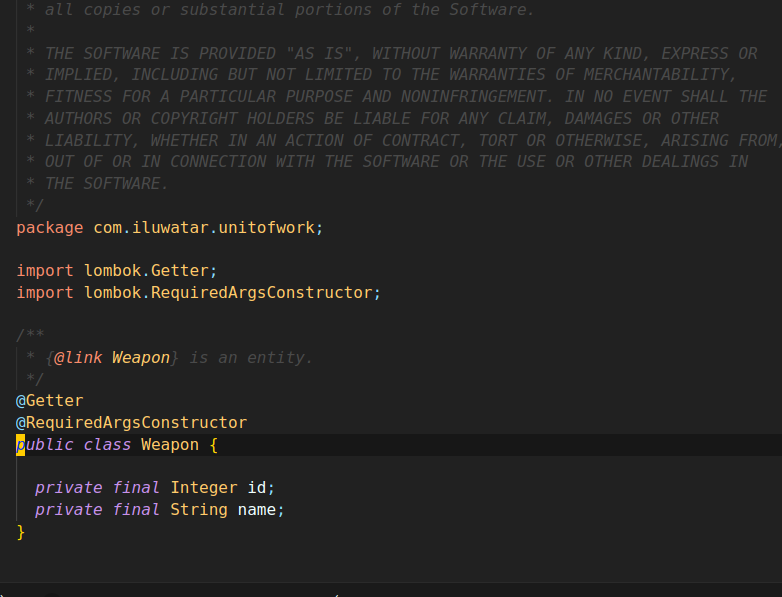 * all copies or substantial portions of the Software.
*
* THE SOFTWARE IS PROVIDED "AS IS", WITHOUT WARRANTY OF ANY KIND, EXPRESS OR
* IMPLIED, INCLUDING BUT NOT LIMITED TO THE WARRANTIES OF MERCHANTABILITY,
* FITNESS FOR A PARTICULAR PURPOSE AND NONINFRINGEMENT. IN NO EVENT SHALL THE
* AUTHORS OR COPYRIGHT HOLDERS BE LIABLE FOR ANY CLAIM, DAMAGES OR OTHER
* LIABILITY, WHETHER IN AN ACTION OF CONTRACT, TORT OR OTHERWISE, ARISING FROM,
* OUT OF OR IN CONNECTION WITH THE SOFTWARE OR THE USE OR OTHER DEALINGS IN
* THE SOFTWARE.
*/
package com.iluwatar.unitofwork;

import lombok.Getter;
import lombok.RequiredArgsConstructor;

/**
 * {@link Weapon} is an entity.
 */
@Getter
@RequiredArgsConstructor
public class Weapon {

  private final Integer id;
  private final String name;
}